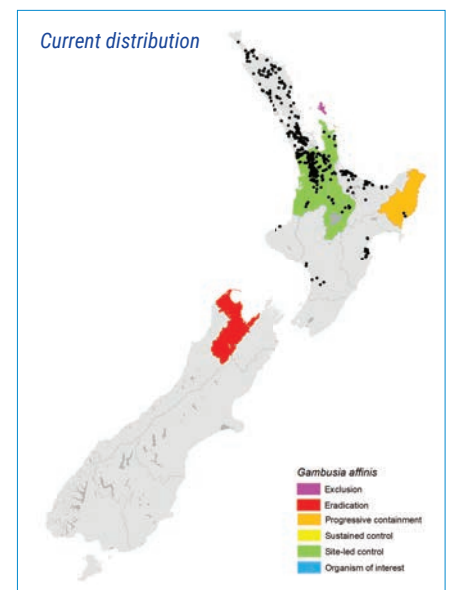 Current distribution
Gambusia affinis
Exclusion
Eradication
Progressive containment
Sustained control
Site-led control
Organism of interest